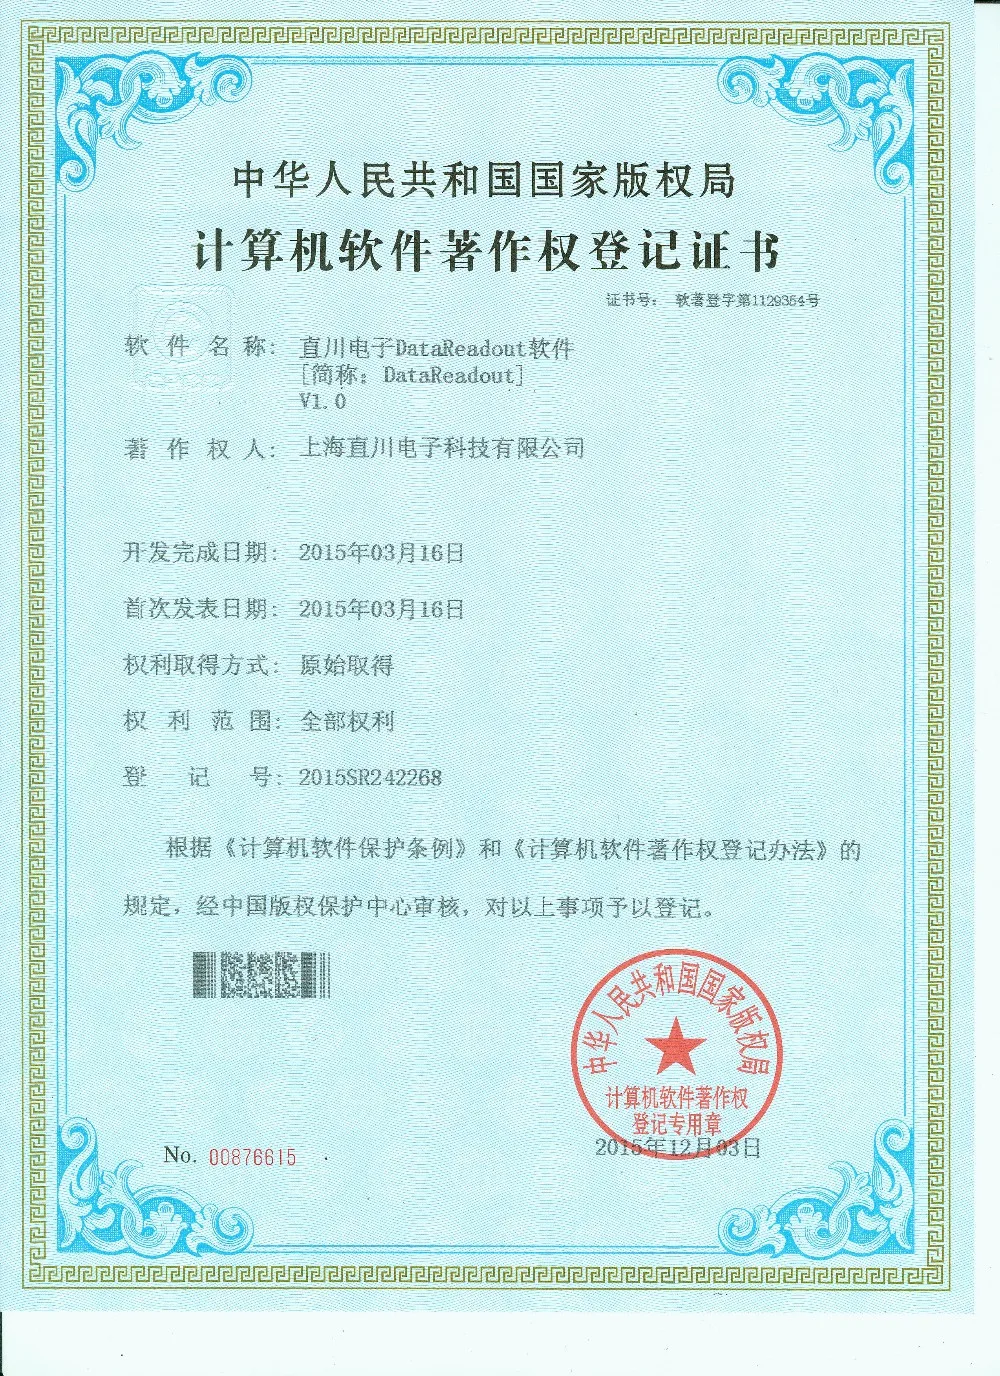 中华人民共和国国家版权局
计算机软件著作权登记证书
证书号： 软著登字第1129354号
软件名称： 直川电子DataReadout软件
[简称：DataReadout]
V1.0
著作权人： 上海直川电子科技有限公司
开发完成日期： 2015年03月16日
首次发表日期： 2015年03月16日
权利取得方式： 原始取得
权利范围： 全部权利
登记号： 2015SR242268
根据《计算机软件保护条例》和《计算机软件著作权登记办法》的
规定，经中国版权保护中心审核，对以上事项予以登记。
中华人民共和国国家版权局
计算机软件著作权
登记专用章
2015年12月03日
No. 00876615